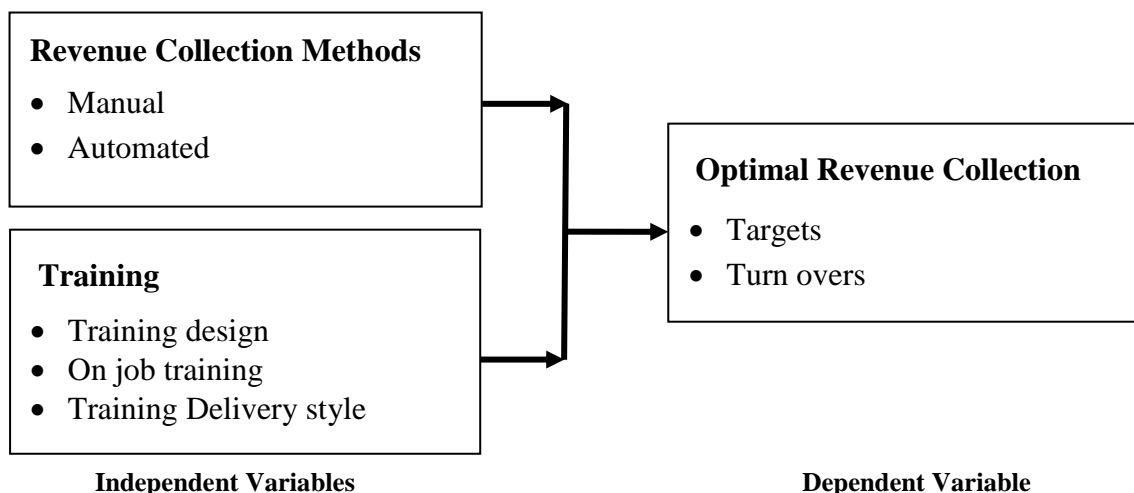 Revenue Collection Methods
• Manual
• Automated
Training
• Training design
• On job training
• Training Delivery style
Optimal Revenue Collection
• Targets
• Turn overs
Independent Variables
Dependent Variable